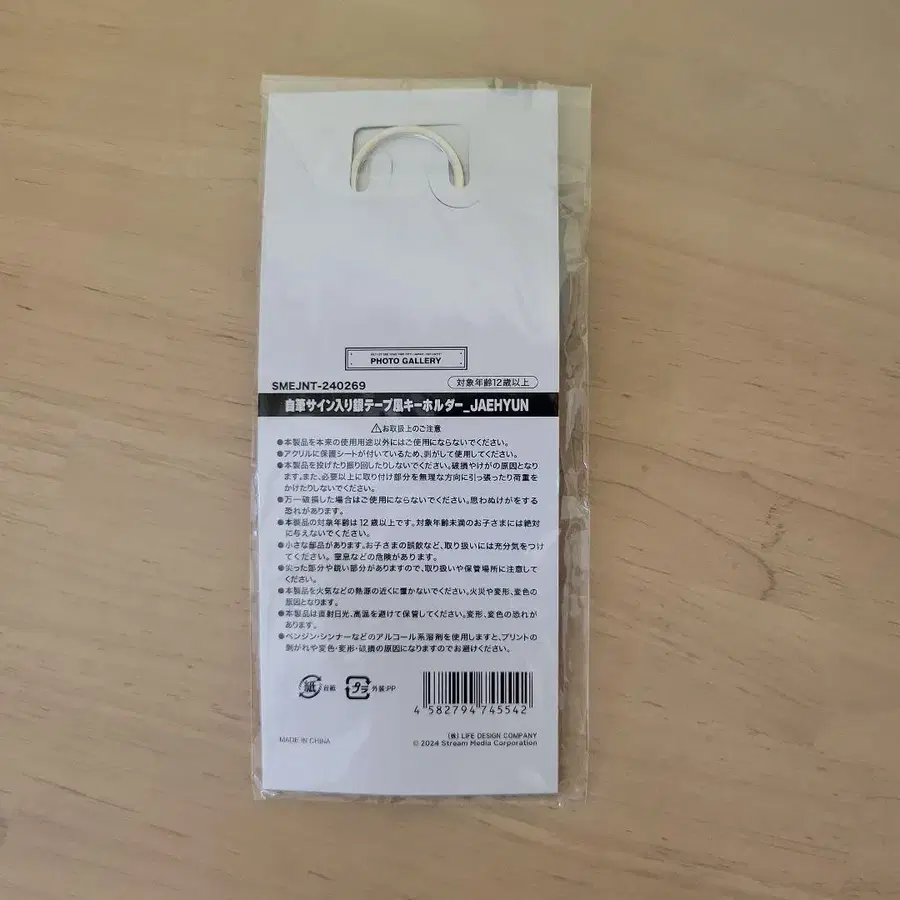 PHOTO GALLERY
SMEJNT-240269
対象年齢12歳以上
自筆サイン入り銀テープ風キーホルダー_JAEHYUN
⚠お取扱上のご注意
●本製品を本来の使用用途以外にはご使用にならないでください。
●アクリルに保護シートが付いているため、剥がして使用してください。
●本製品を投げたり振り回したりしないでください。破損やけがの原因となり
ます。また、必要以上に取り付け部分を無理な方向に引っ張ったり荷重を
かけたりしないでください。
●万一破損した場合はご使用にならないでください。思わぬけがをする
恐れがあります。
●本製品の対象年齢は12歳以上です。対象年齢未満のお子さまには絶対
に与えないでください。
●小さな部品があります。お子さまの誤飲など、取り扱いには充分気をつけ
てください。窒息などの危険があります。
●尖った部分や鋭い部分がありますので、取り扱いや保管場所に注意して
ください。
●本製品を火気などの熱源の近くに置かないでください。火災や変形、変色の
原因となります。
●本製品は直射日光、高温を避けて保管してください。変形、変色の恐れが
あります。
●ベンジン・シンナーなどのアルコール系溶剤を使用しますと、プリントの
剥がれや変色・変形・破損の原因になりますのでお避けください。
紙 台紙 プラ 外装:PP
4 582794 745542
MADE IN CHINA
(株) LIFE DESIGN COMPANY
© 2024 Stream Media Corporation